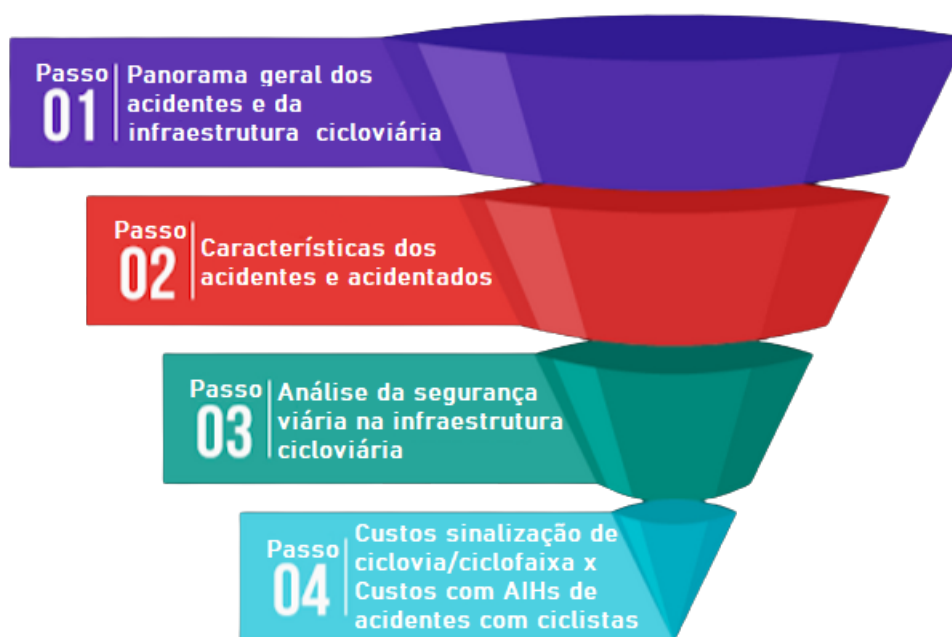 Passo
01
Panorama geral dos
acidentes e da
infraestrutura cicloviária
Passo
02
Características dos
acidentes e acidentados
Passo
03
Análise da segurança
viária na infraestrutura
cicloviária
Passo
04
Custos sinalização de
ciclovia/ciclofaixa x
Custos com AIHs de
acidentes com ciclistas